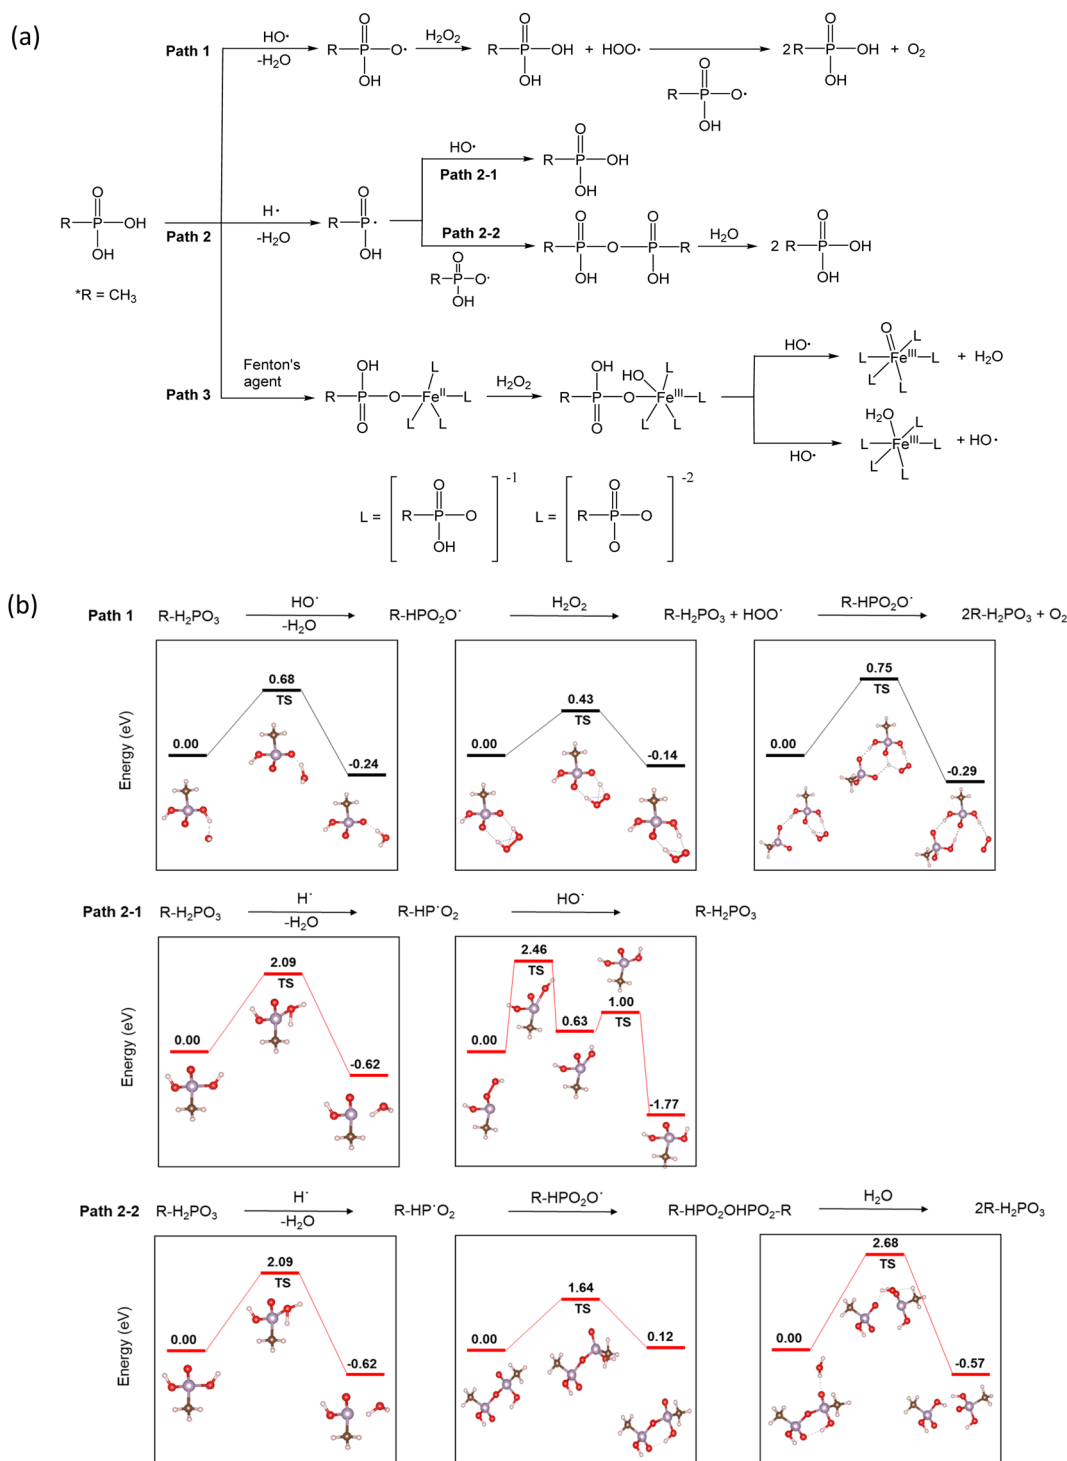 (a)
Path 1
HO•
-H₂O
R-P(=O)(OH)-O•
H₂O₂
R-P(=O)(OH)-OH + HOO•
R-P(=O)(OH)-O•
2R-P(=O)(OH)-OH + O₂
R-P(=O)(OH)-OH
*R = CH₃
Path 2
H•
-H₂O
R-P•(=O)(OH)
HO•
Path 2-1
R-P(=O)(OH)-OH
Path 2-2
R-P(=O)(OH)-O•
R-P(=O)(OH)-O-P(=O)(OH)-R
H₂O
2 R-P(=O)(OH)-OH
Path 3
Fenton's
agent
R-P(OH)(=O)-O-Feᴵᴵ L L L L
H₂O₂
R-P(OH)(=O)-O-Feᴵᴵᴵ HO L L L L
HO•
O Feᴵᴵᴵ L L L L L + H₂O
HO•
H₂O Feᴵᴵᴵ L L L L L + HO•
L = [R-P(=O)(OH)-O] -1
L = [R-P(=O)(O)-O] -2
(b)
Path 1
R-H₂PO₃
HO˙
-H₂O
R-HPO₂O˙
H₂O₂
R-H₂PO₃ + HOO˙
R-HPO₂O˙
2R-H₂PO₃ + O₂
Energy (eV)
0.00
0.68
TS
-0.24
0.00
0.43
TS
-0.14
0.00
0.75
TS
-0.29
Path 2-1
R-H₂PO₃
H˙
-H₂O
R-HP˙O₂
HO˙
R-H₂PO₃
Energy (eV)
0.00
2.09
TS
-0.62
0.00
2.46
TS
0.63
1.00
TS
-1.77
Path 2-2
R-H₂PO₃
H˙
-H₂O
R-HP˙O₂
R-HPO₂O˙
R-HPO₂OHPO₂-R
H₂O
2R-H₂PO₃
Energy (eV)
0.00
2.09
TS
-0.62
0.00
1.64
TS
0.12
0.00
2.68
TS
-0.57